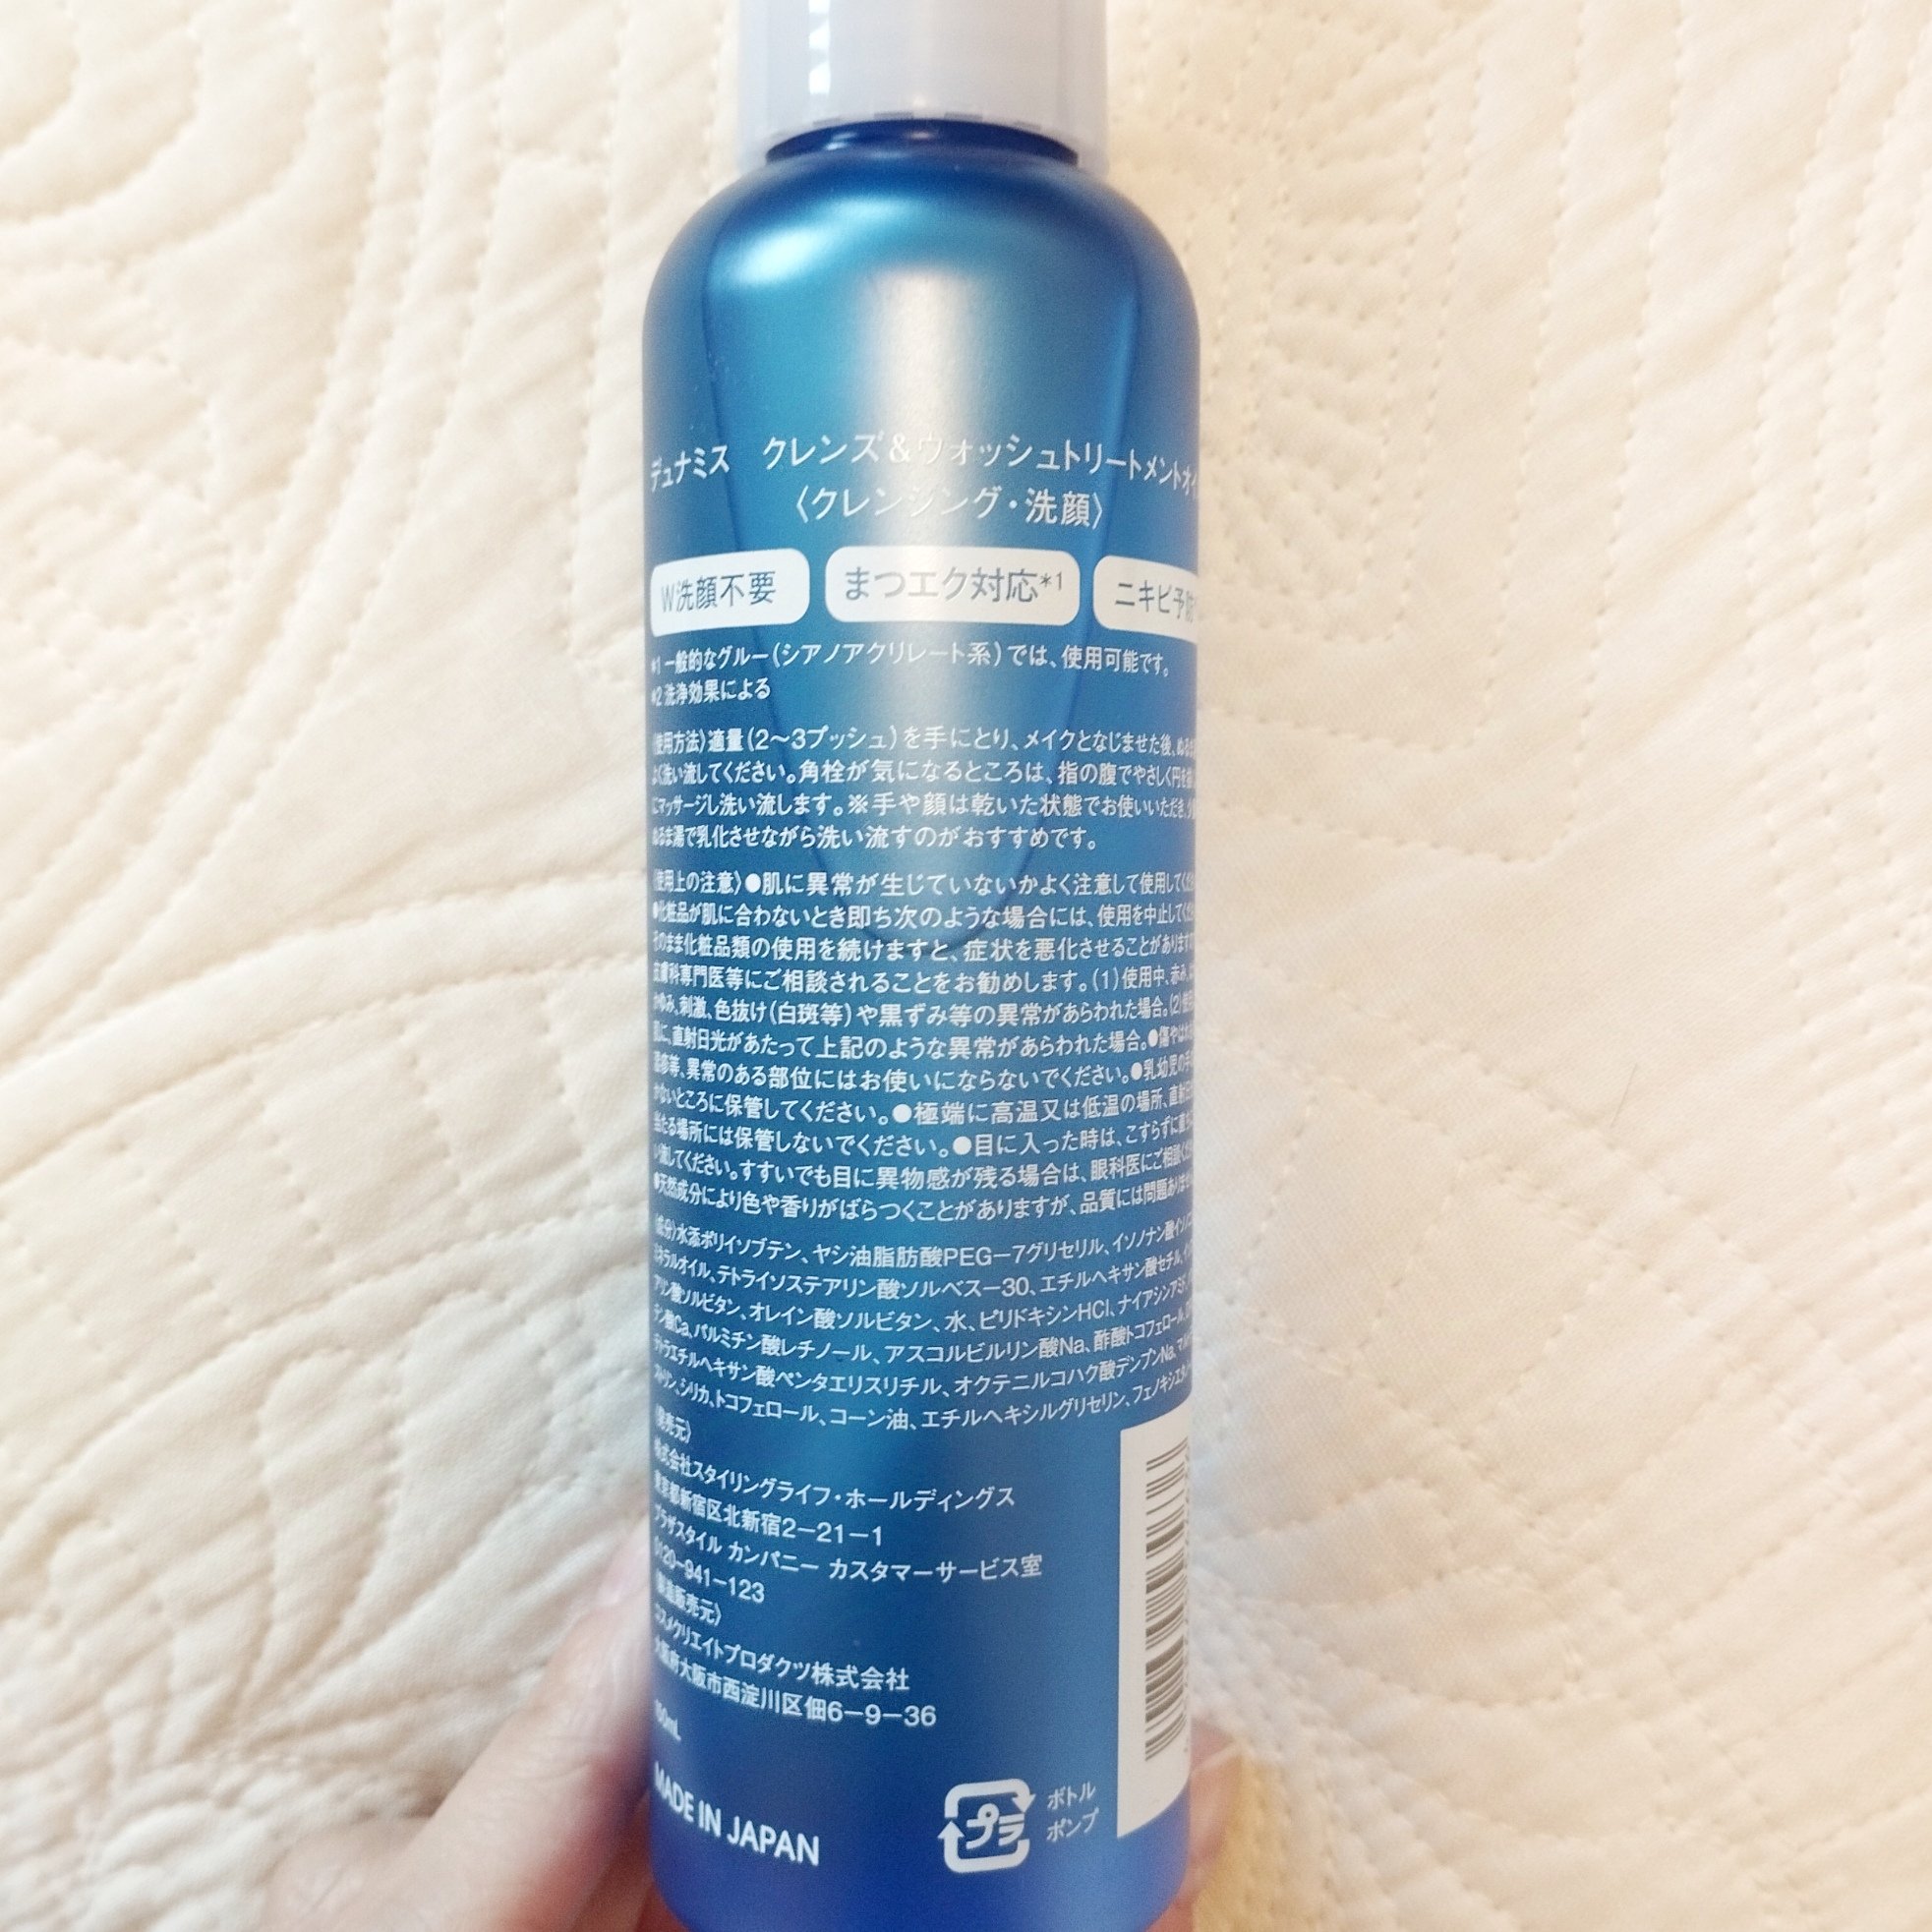 デュナミス クレンズ&ウォッシュトリートメントオイ
〈クレンジング・洗顔〉
W洗顔不要 まつエク対応*1 ニキビ予防
*1 一般的なグルー(シアノアクリレート系)では、使用可能です。
*2 洗浄効果による
〈使用方法〉適量(2〜3プッシュ)を手にとり、メイクとなじませた後、ぬる
よく洗い流してください。角栓が気になるところは、指の腹でやさしく円を
にマッサージし洗い流します。※手や顔は乾いた状態でお使いいただき、
ぬるま湯で乳化させながら洗い流すのがおすすめです。
〈使用上の注意〉●肌に異常が生じていないかよく注意して使用してくだ
●化粧品が肌に合わないとき即ち次のような場合には、使用を中止してくだ
そのまま化粧品類の使用を続けますと、症状を悪化させることがあります
皮膚科専門医等にご相談されることをお勧めします。(1)使用中、赤み、
かゆみ、刺激、色抜け(白斑等)や黒ずみ等の異常があらわれた場合。(2)
肌に、直射日光があたって上記のような異常があらわれた場合。●傷やはれ
湿疹等、異常のある部位にはお使いにならないでください。●乳幼児の手
かないところに保管してください。●極端に高温又は低温の場所、直射日
当たる場所には保管しないでください。●目に入った時は、こすらずに
い流してください。すすいでも目に異物感が残る場合は、眼科医にご相談くだ
●天然成分により色や香りがばらつくことがありますが、品質には問題ありませ
〈成分〉水添ポリイソブテン、ヤシ油脂肪酸PEG-7グリセリル、イソノナン酸イソノニ
ミネラルオイル、テトライソステアリン酸ソルベス-30、エチルヘキサン酸セチル、
アリン酸ソルビタン、オレイン酸ソルビタン、水、ピリドキシンHCl、ナイアシンアミド、
テン酸Ca、パルミチン酸レチノール、アスコルビルリン酸Na、酢酸トコフェロール、
テトラエチルヘキサン酸ペンタエリスリチル、オクテニルコハク酸デンプンNa、マル
ストリン、シリカ、トコフェロール、コーン油、エチルヘキシルグリセリン、フェノキシエタノ
〈発売元〉
株式会社スタイリングライフ・ホールディングス
東京都新宿区北新宿2-21-1
プラザスタイル カンパニー カスタマーサービス室
0120-941-123
〈製造販売元〉
コスメクリエイトプロダクツ株式会社
大阪府大阪市西淀川区佃6-9-36
mL
MADE IN JAPAN
プラ
ボトル
ポンプ